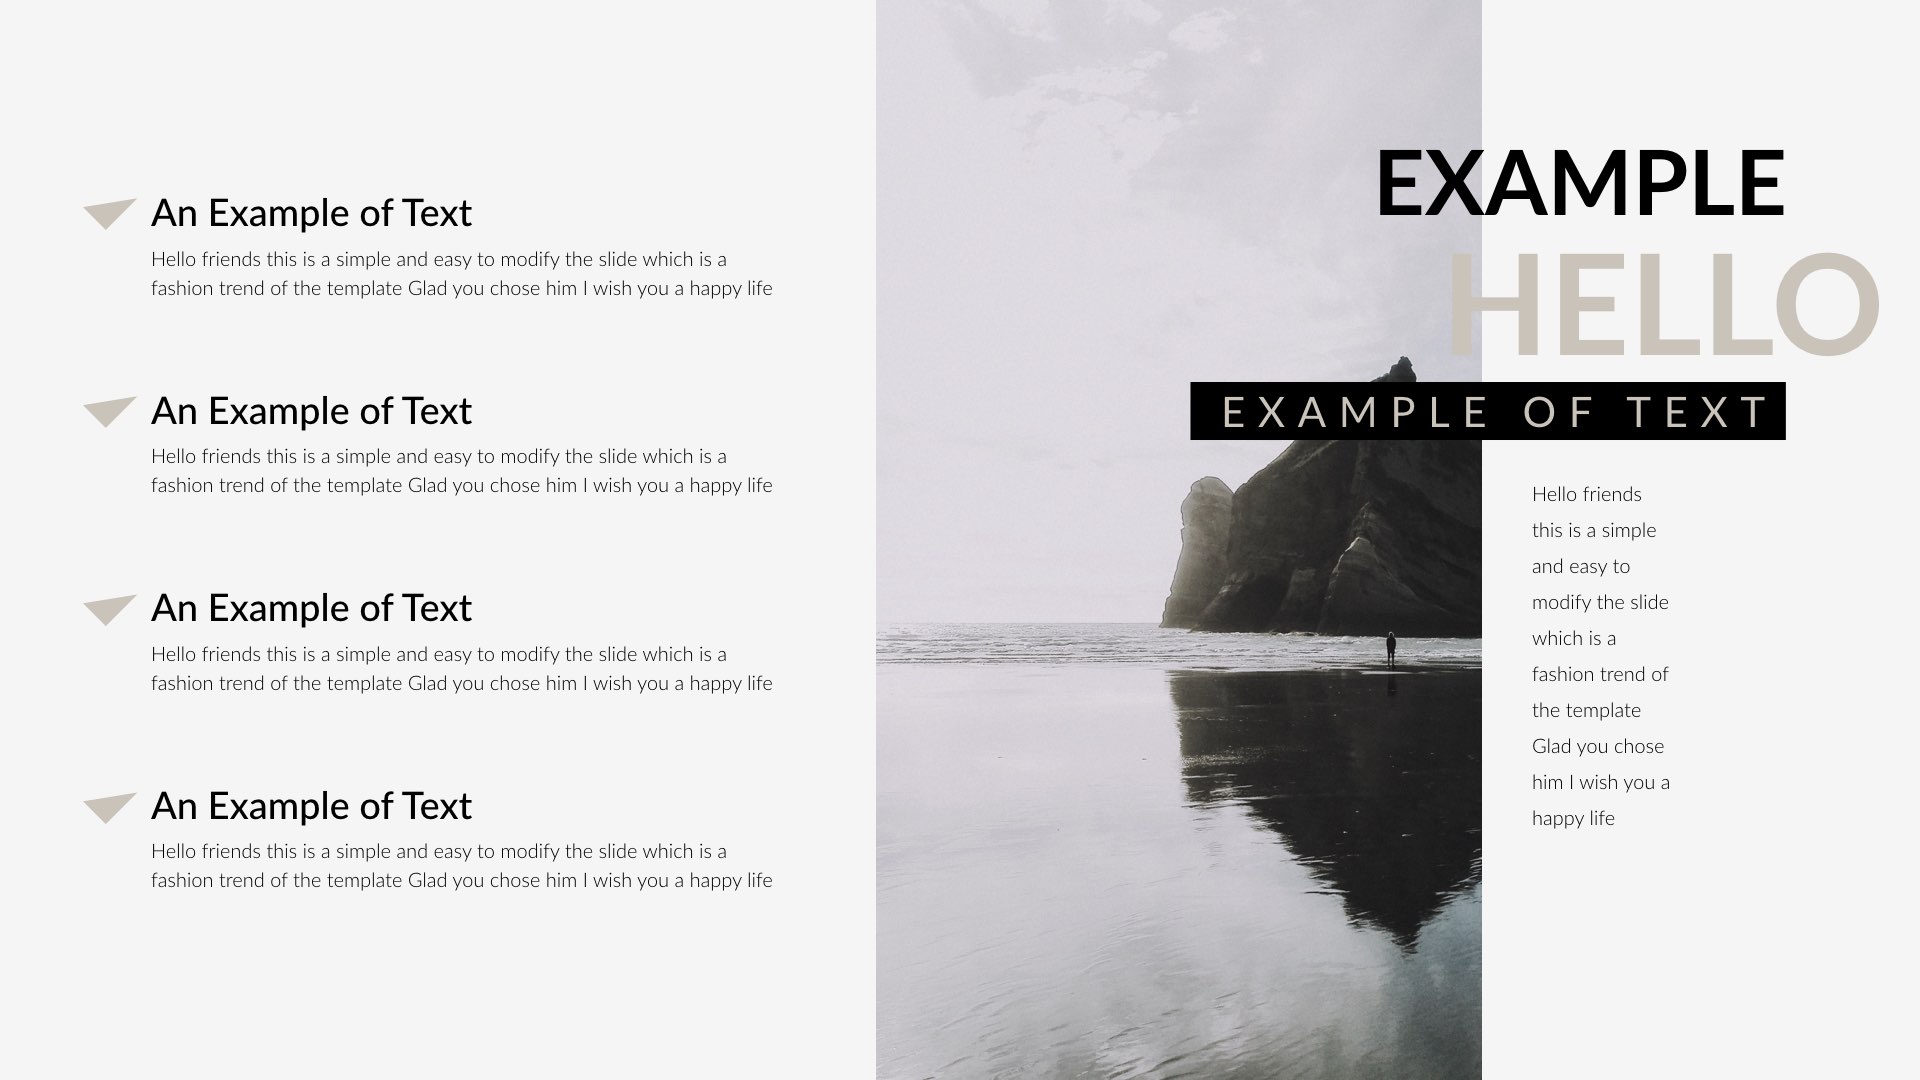 An Example of Text
Hello friends this is a simple and easy to modify the slide which is a
fashion trend of the template Glad you chose him I wish you a happy life
An Example of Text
Hello friends this is a simple and easy to modify the slide which is a
fashion trend of the template Glad you chose him I wish you a happy life
An Example of Text
Hello friends this is a simple and easy to modify the slide which is a
fashion trend of the template Glad you chose him I wish you a happy life
An Example of Text
Hello friends this is a simple and easy to modify the slide which is a
fashion trend of the template Glad you chose him I wish you a happy life
EXAMPLE
HELLO
EXAMPLE OF TEXT
Hello friends
this is a simple
and easy to
modify the slide
which is a
fashion trend of
the template
Glad you chose
him I wish you a
happy life